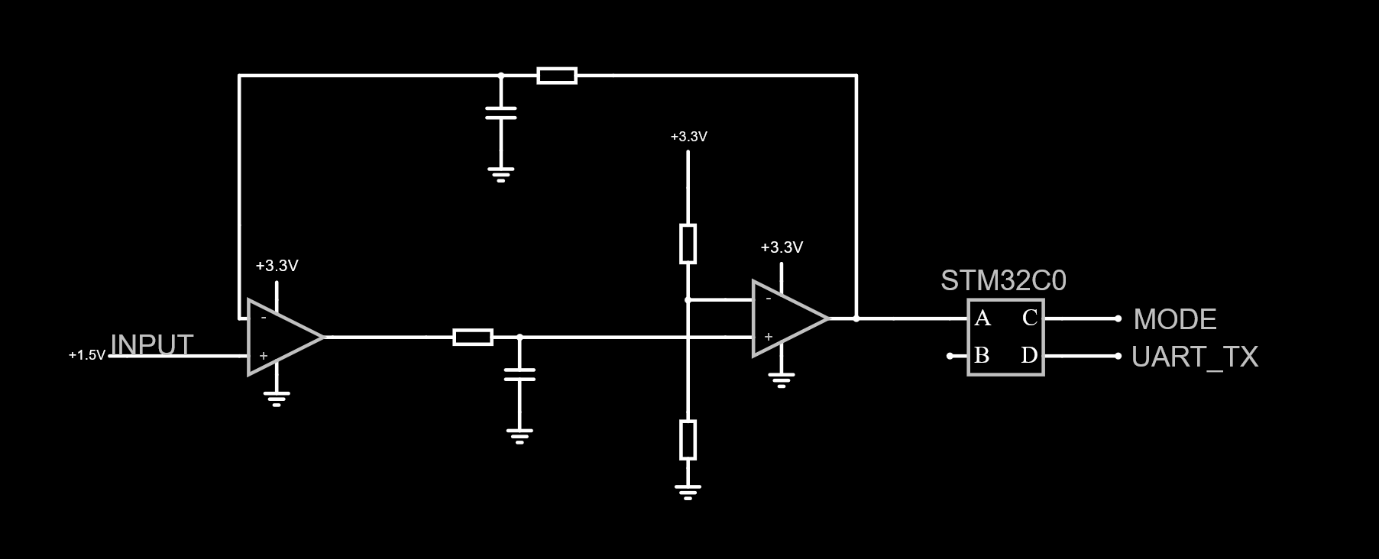 +3.3V
+3.3V
+3.3V
STM32C0
-
-
A C
MODE
INPUT
+
+1.5V
+
B D
UART_TX